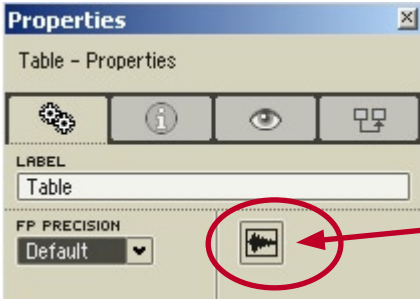 Properties
Table - Properties
LABEL
Table
FP PRECISION
Default